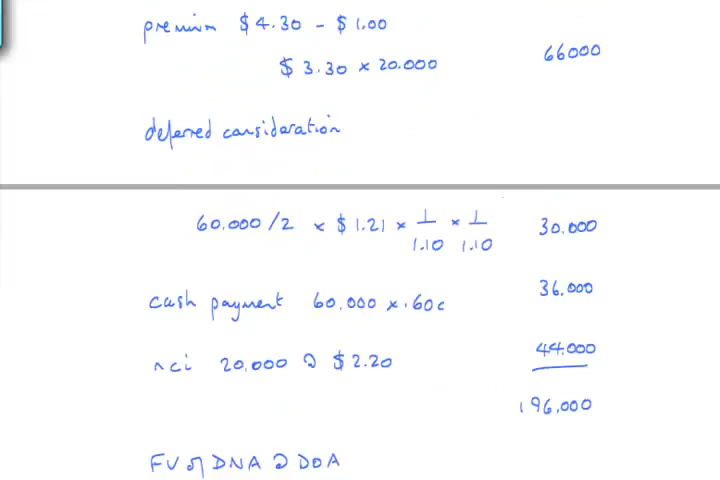 premium $4.30 - $1.00
$3.30 x 20.000 66000
deferred consideration
60.000/2 x $1.21 x 1/1.10 x 1/1.10 30.000
cash payment 60,000 x .60c 36.000
nci 20,000 @ $2.20 44.000
196,000
FV of DNA @ DOA